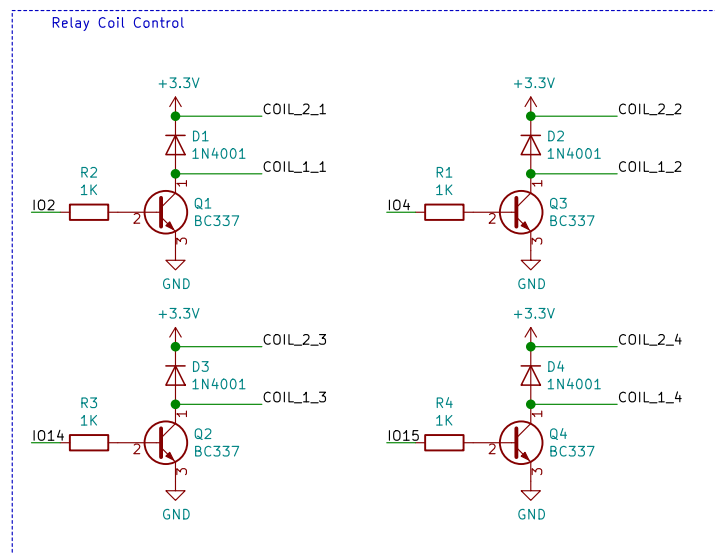 Relay Coil Control
+3.3V
COIL_2_1
D1
1N4001
COIL_1_1
R2
1K
IO2
1
2
3
Q1
BC337
GND
+3.3V
COIL_2_2
D2
1N4001
COIL_1_2
R1
1K
IO4
1
2
3
Q3
BC337
GND
+3.3V
COIL_2_3
D3
1N4001
COIL_1_3
R3
1K
IO14
1
2
3
Q2
BC337
GND
+3.3V
COIL_2_4
D4
1N4001
COIL_1_4
R4
1K
IO15
1
2
3
Q4
BC337
GND